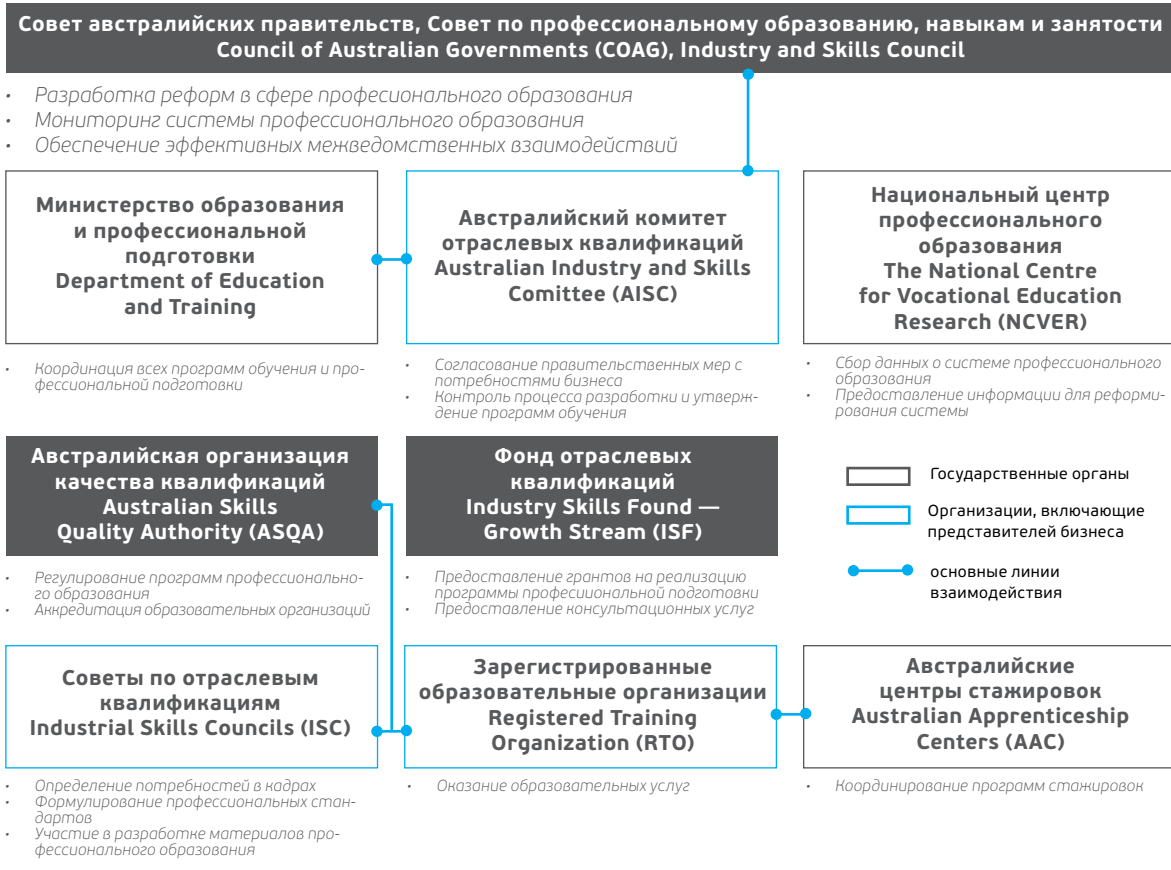 Совет австралийских правительств, Совет по профессиональному образованию, навыкам и занятости
Council of Australian Governments (COAG), Industry and Skills Council
• Разработка реформ в сфере професионального образования
• Мониторинг системы профессионального образования
• Обеспечение эффективных межведомственных взаимодействий
Министерство образования
и профессиональной
подготовки
Department of Education
and Training
• Координация всех программ обучения и про-
фессиональной подготовки
Австралийский комитет
отраслевых квалификаций
Australian Industry and Skills
Comittee (AISC)
• Согласование правительственных мер с
потребностями бизнеса
• Контроль процесса разработки и утверж-
дение программ обучения
Национальный центр
профессионального
образования
The National Centre
for Vocational Education
Research (NCVER)
• Сбор данных о системе профессионального
образования
• Предоставление информации для реформи-
рования системы
Австралийская организация
качества квалификаций
Australian Skills
Quality Authority (ASQA)
• Регулирование программ профессионально-
го образования
• Аккредитация образовательных организаций
Фонд отраслевых
квалификаций
Industry Skills Found —
Growth Stream (ISF)
• Предоставление грантов на реализацию
программы профессиональной подготовки
• Предоставление консультационных услуг
Государственные органы
Организации, включающие
представителей бизнеса
основные линии
взаимодействия
Советы по отраслевым
квалификациям
Industrial Skills Councils (ISC)
• Определение потребностей в кадрах
• Формулирование профессиональных стан-
дартов
• Участие в разработке материалов про-
фессионального образования
Зарегистрированные
образовательные организации
Registered Training
Organization (RTO)
• Оказание образовательных услуг
Австралийские
центры стажировок
Australian Apprenticeship
Centers (AAC)
• Координирование программ стажировок